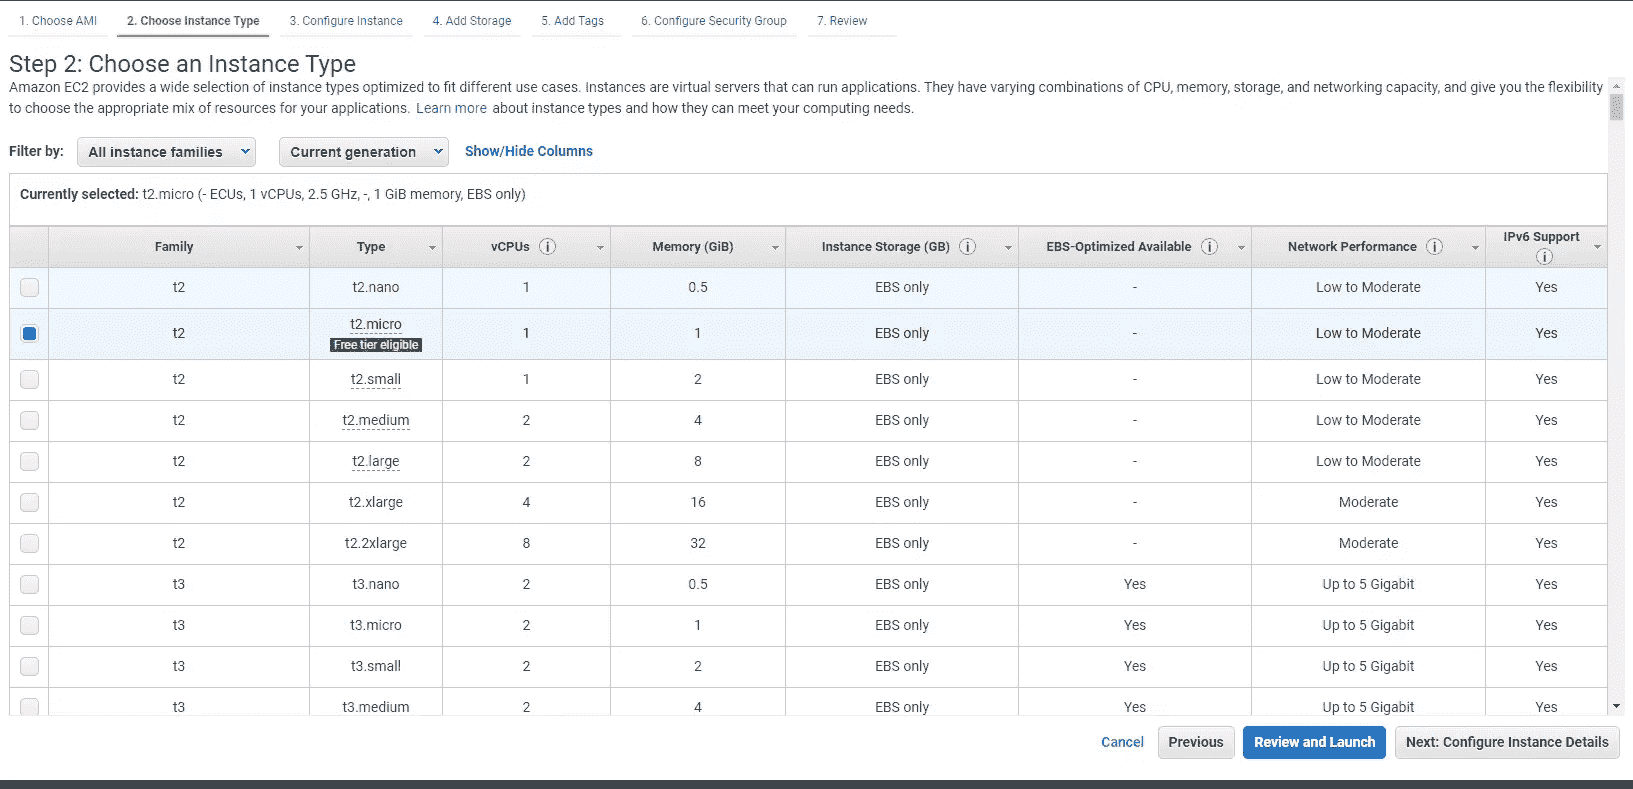 1. Choose AMI 2. Choose Instance Type 3. Configure Instance 4. Add Storage 5. Add Tags 6. Configure Security Group 7. Review
Step 2: Choose an Instance Type
Amazon EC2 provides a wide selection of instance types optimized to fit different use cases. Instances are virtual servers that can run applications. They have varying combinations of CPU, memory, storage, and networking capacity, and give you the flexibility
to choose the appropriate mix of resources for your applications. Learn more about instance types and how they can meet your computing needs.
Filter by: All instance families Current generation Show/Hide Columns
Currently selected: t2.micro (- ECUs, 1 vCPUs, 2.5 GHz, -, 1 GiB memory, EBS only)
Family Type vCPUs i Memory (GiB) Instance Storage (GB) i EBS-Optimized Available i Network Performance i IPv6 Support i
t2 t2.nano 1 0.5 EBS only - Low to Moderate Yes
t2 t2.micro 1 1 EBS only - Low to Moderate Yes
Free tier eligible
t2 t2.small 1 2 EBS only - Low to Moderate Yes
t2 t2.medium 2 4 EBS only - Low to Moderate Yes
t2 t2.large 2 8 EBS only - Low to Moderate Yes
t2 t2.xlarge 4 16 EBS only - Moderate Yes
t2 t2.2xlarge 8 32 EBS only - Moderate Yes
t3 t3.nano 2 0.5 EBS only Yes Up to 5 Gigabit Yes
t3 t3.micro 2 1 EBS only Yes Up to 5 Gigabit Yes
t3 t3.small 2 2 EBS only Yes Up to 5 Gigabit Yes
t3 t3.medium 2 4 EBS only Yes Up to 5 Gigabit Yes
Cancel Previous Review and Launch Next: Configure Instance Details